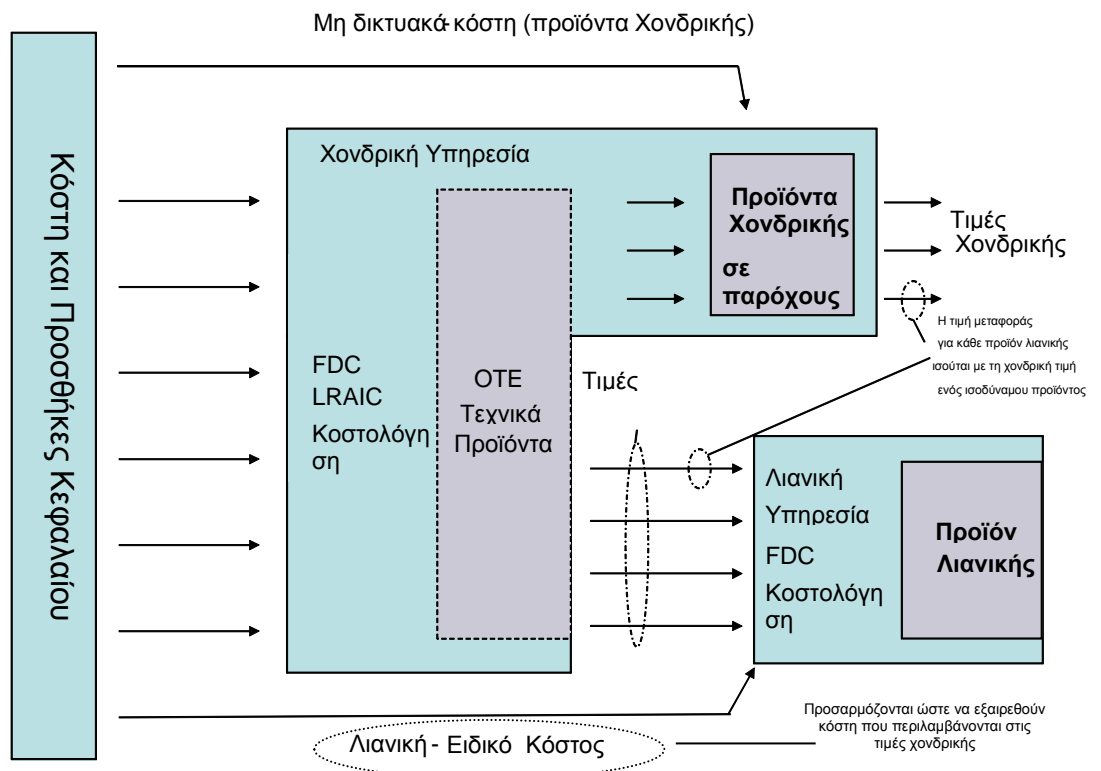 Μη δικτυακά-κόστη (προϊόντα Χονδρικής)
Κόστη και Προσθήκες Κεφαλαίου
Χονδρική Υπηρεσία
Προϊόντα
Χονδρικής
σε
παρόχους
Τιμές
Χονδρικής
Η τιμή μεταφοράς
για κάθε προϊόν λιανικής
ισούται με τη χονδρική τιμή
ενός ισοδύναμου προϊόντος
FDC
LRAIC
Κοστολόγη
ση
ΟΤΕ
Τεχνικά
Προϊόντα
Τιμές
Λιανική
Υπηρεσία
FDC
Κοστολόγη
ση
Προϊόν
Λιανικής
Λιανική - Ειδικό Κόστος
Προσαρμόζονται ώστε να εξαιρεθούν
κόστη που περιλαμβάνονται στις
τιμές χονδρικής